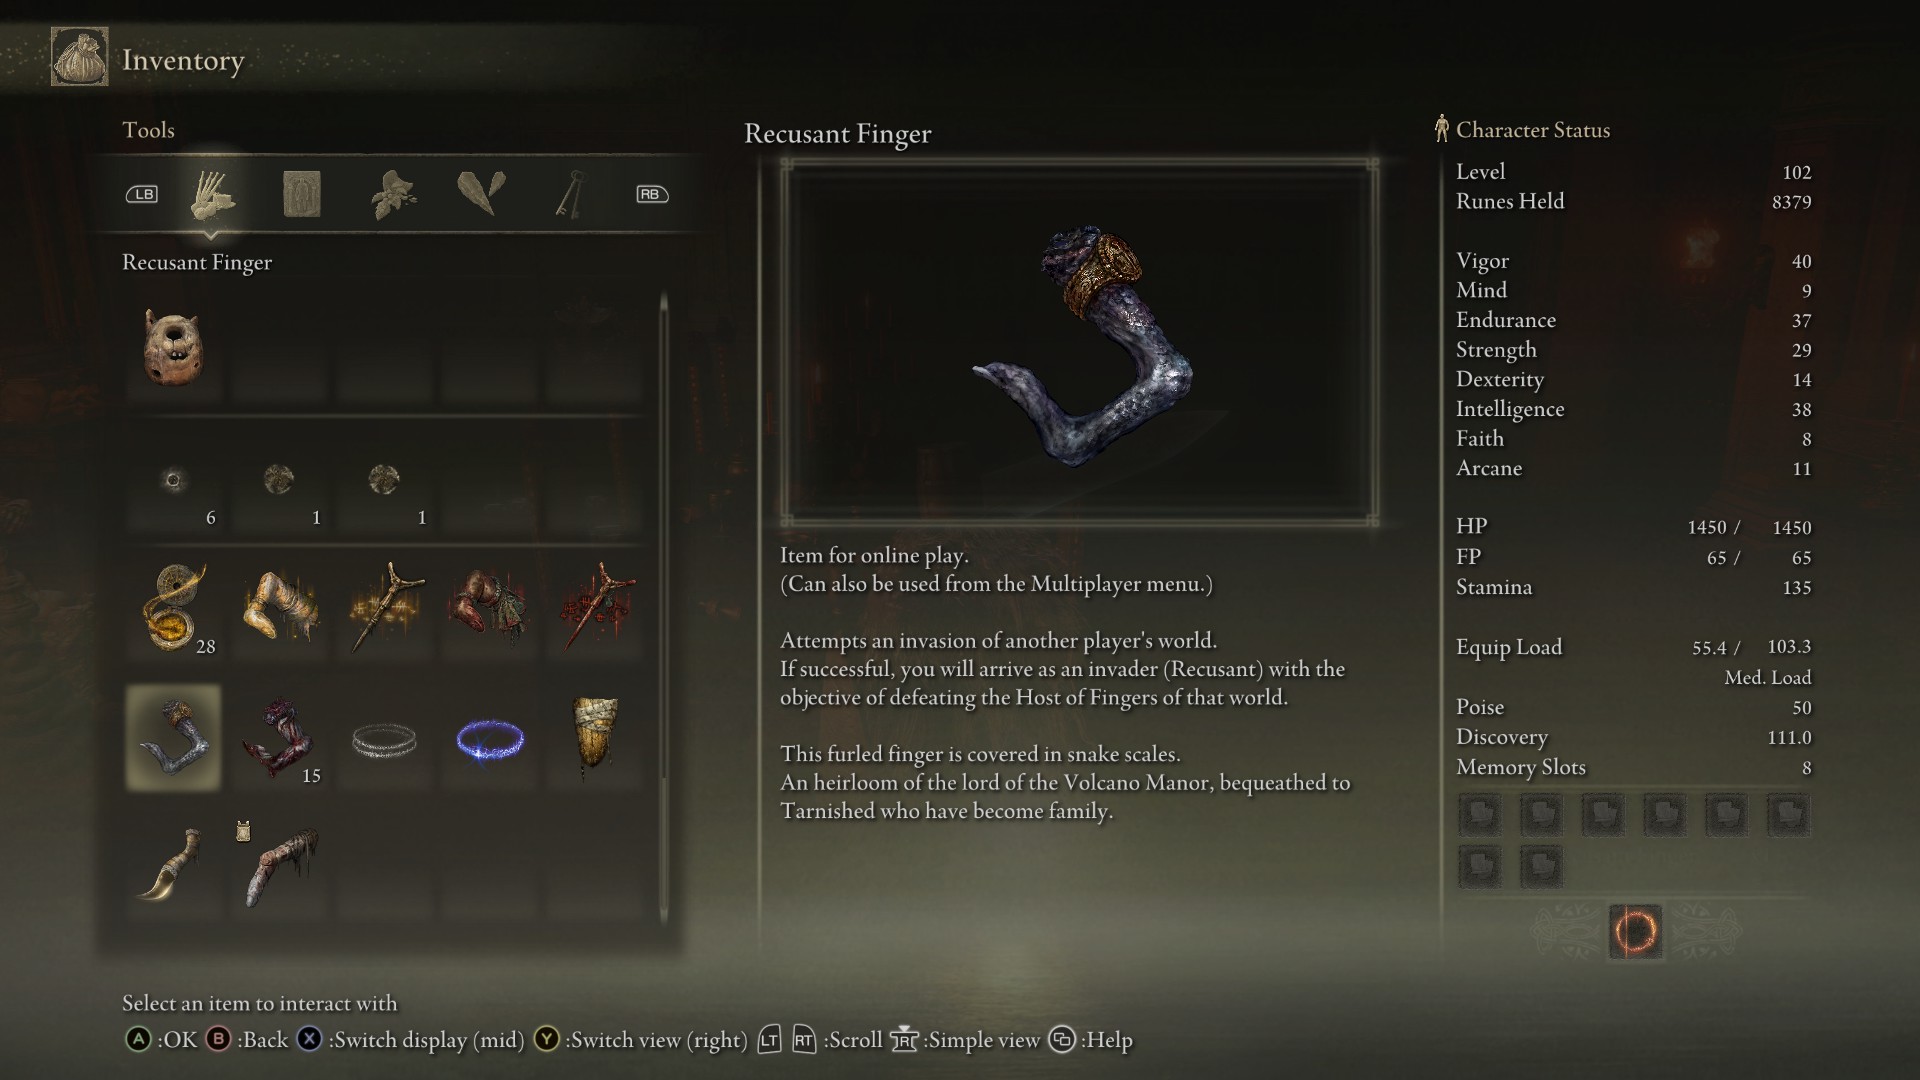 Inventory
Tools
LB
RB
Recusant Finger
6
1
1
28
15
Recusant Finger
Item for online play.
(Can also be used from the Multiplayer menu.)
Attempts an invasion of another player's world.
If successful, you will arrive as an invader (Recusant) with the
objective of defeating the Host of Fingers of that world.
This furled finger is covered in snake scales.
An heirloom of the lord of the Volcano Manor, bequeathed to
Tarnished who have become family.
Character Status
Level 102
Runes Held 8379
Vigor 40
Mind 9
Endurance 37
Strength 29
Dexterity 14
Intelligence 38
Faith 8
Arcane 11
HP 1450 / 1450
FP 65 / 65
Stamina 135
Equip Load 55.4 / 103.3
Med. Load
Poise 50
Discovery 111.0
Memory Slots 8
Select an item to interact with
A :OK B :Back X :Switch display (mid) Y :Switch view (right) LT RT :Scroll R :Simple view :Help